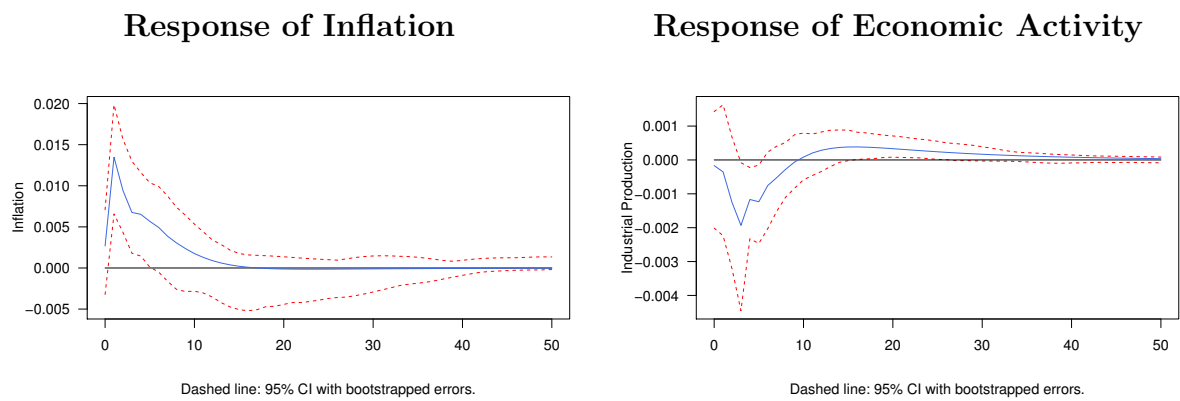 Response of Inflation
Response of Economic Activity
Inflation
0.020
0.015
0.010
0.005
0.000
−0.005
0 10 20 30 40 50
Dashed line: 95% CI with bootstrapped errors.
Industrial Production
0.001
0.000
−0.001
−0.002
−0.003
−0.004
0 10 20 30 40 50
Dashed line: 95% CI with bootstrapped errors.